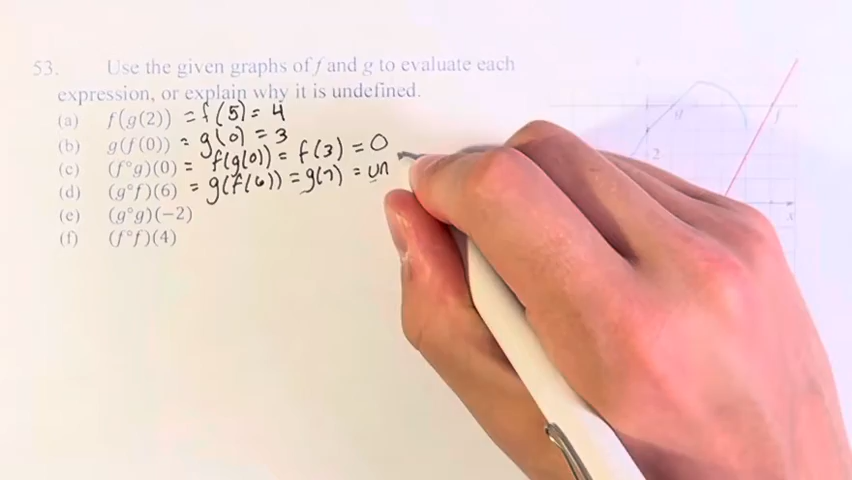 53. Use the given graphs of f and g to evaluate each
expression, or explain why it is undefined.
(a) f(g(2)) = f(5) = 4
(b) g(f(0)) = g(0) = 3
(c) (f°g)(0) = f(g(0)) = f(3) = 0
(d) (g°f)(6) = g(f(6)) = g(7) = un
(e) (g°g)(−2)
(f) (f°f)(4)
g
f
2
x